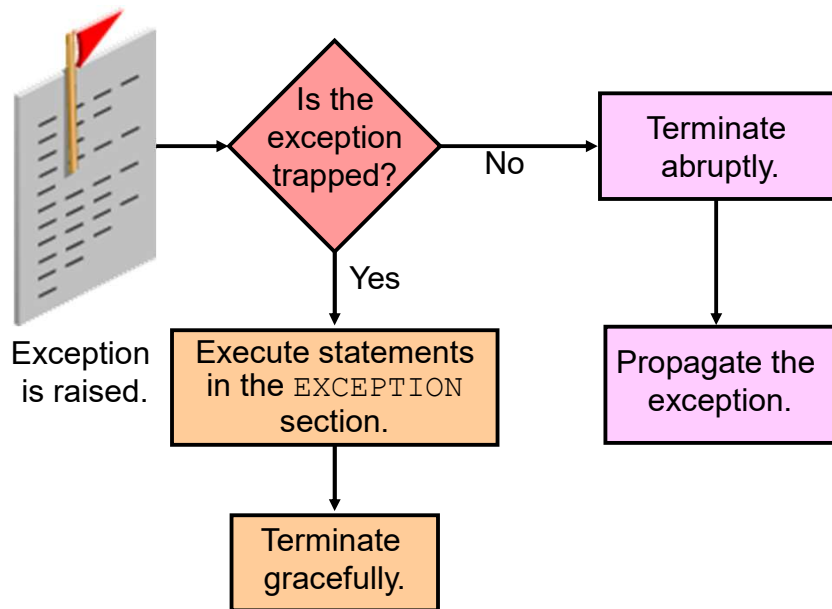 Exception
is raised.
Is the
exception
trapped?
No
Terminate
abruptly.
Propagate the
exception.
Yes
Execute statements
in the EXCEPTION
section.
Terminate
gracefully.